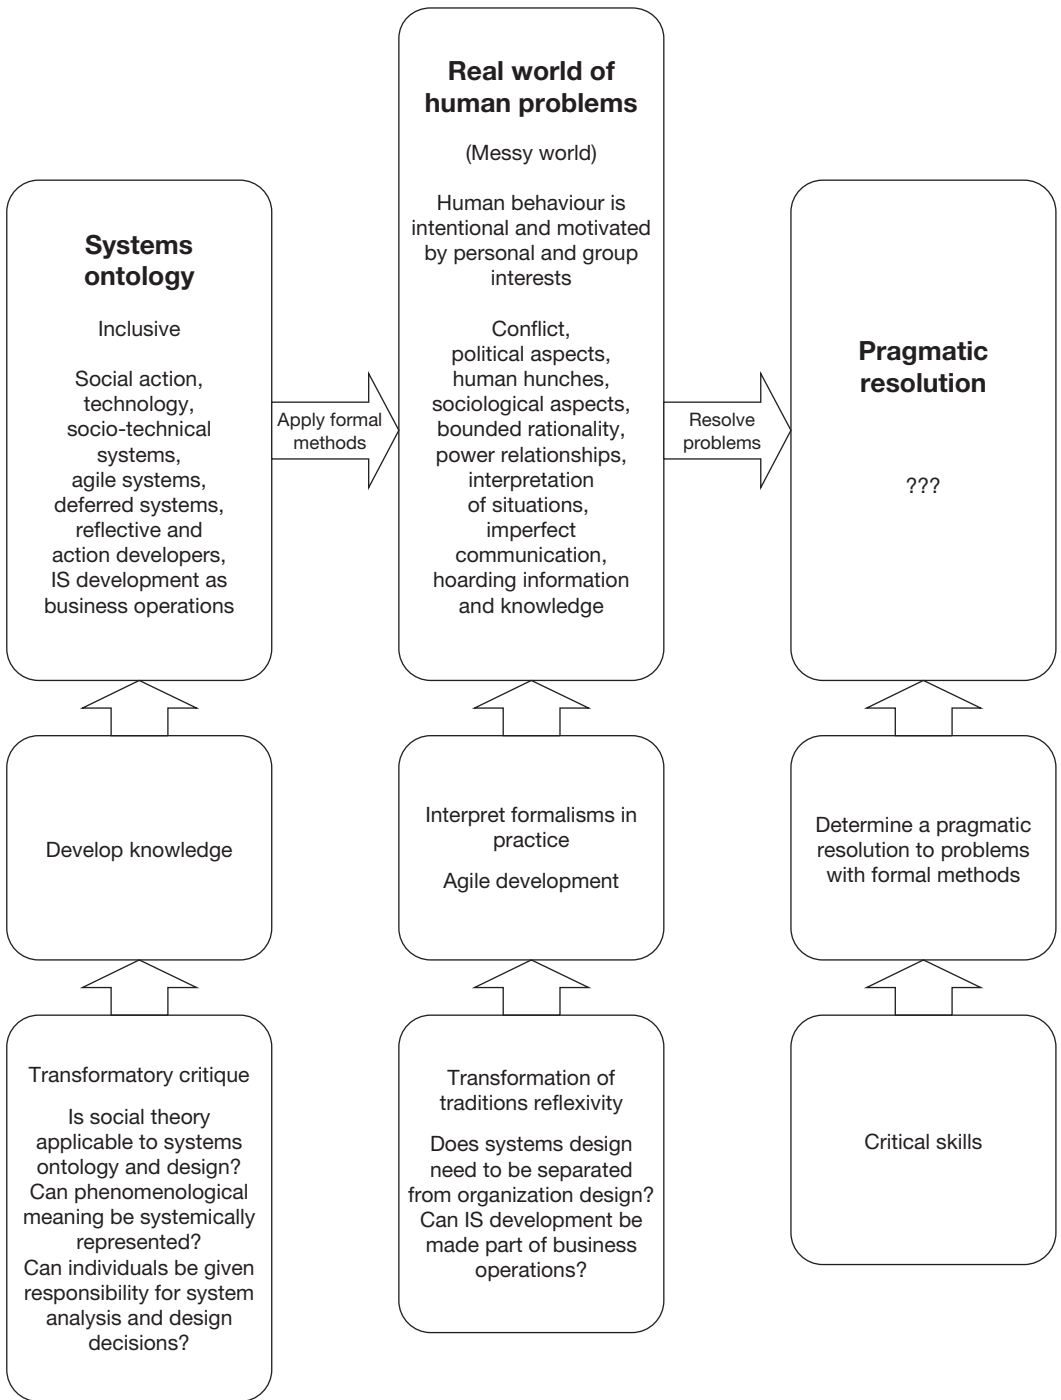 Systems
ontology
Inclusive
Social action,
technology,
socio-technical
systems,
agile systems,
deferred systems,
reflective and
action developers,
IS development as
business operations
Apply formal
methods
Real world of
human problems
(Messy world)
Human behaviour is
intentional and motivated
by personal and group
interests
Conflict,
political aspects,
human hunches,
sociological aspects,
bounded rationality,
power relationships,
interpretation
of situations,
imperfect
communication,
hoarding information
and knowledge
Resolve
problems
Pragmatic
resolution
???
Develop knowledge
Interpret formalisms in
practice
Agile development
Determine a pragmatic
resolution to problems
with formal methods
Transformatory critique
Is social theory
applicable to systems
ontology and design?
Can phenomenological
meaning be systemically
represented?
Can individuals be given
responsibility for system
analysis and design
decisions?
Transformation of
traditions reflexivity
Does systems design
need to be separated
from organization design?
Can IS development be
made part of business
operations?
Critical skills